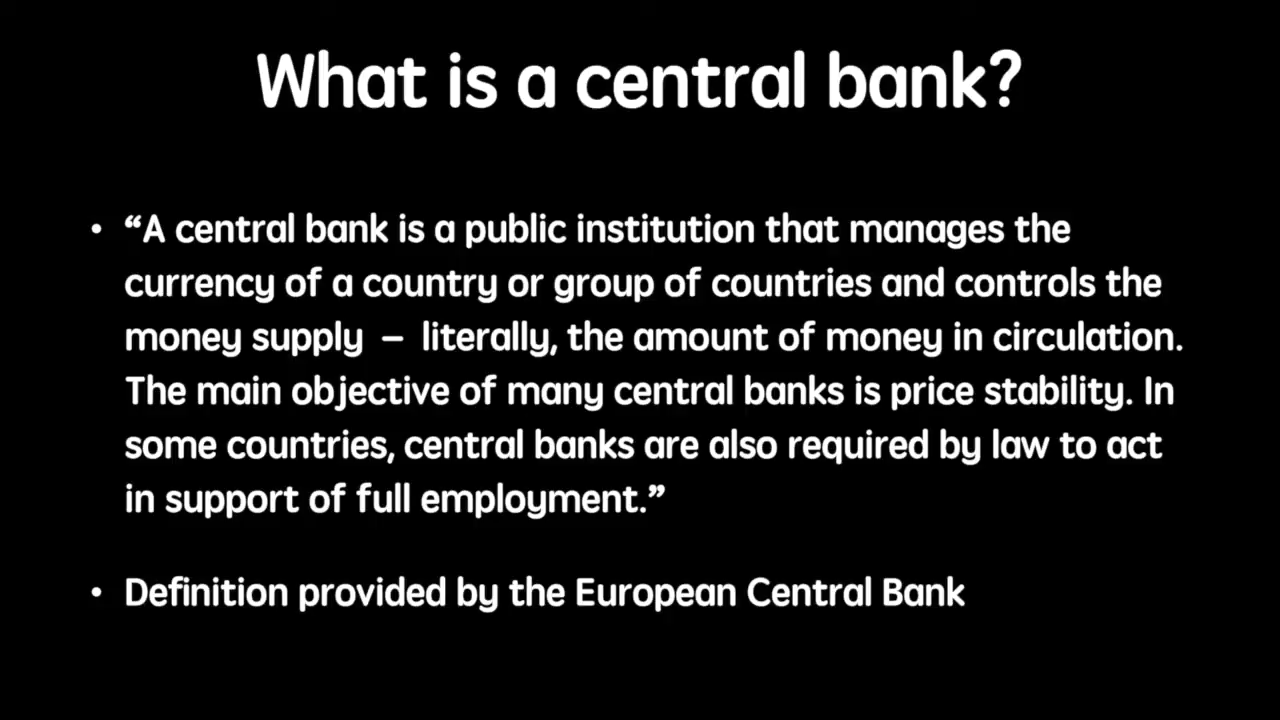 What is a central bank?
• “A central bank is a public institution that manages the
currency of a country or group of countries and controls the
money supply – literally, the amount of money in circulation.
The main objective of many central banks is price stability. In
some countries, central banks are also required by law to act
in support of full employment.”
• Definition provided by the European Central Bank